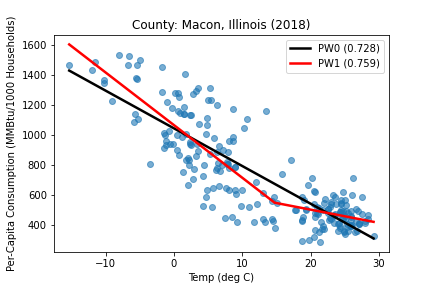 County: Macon, Illinois (2018)
Per-Capita Consumption (MMBtu/1000 Households)
1600
1400
1200
1000
800
600
400
PW0 (0.728)
PW1 (0.759)
−10
0
10
20
30
Temp (deg C)